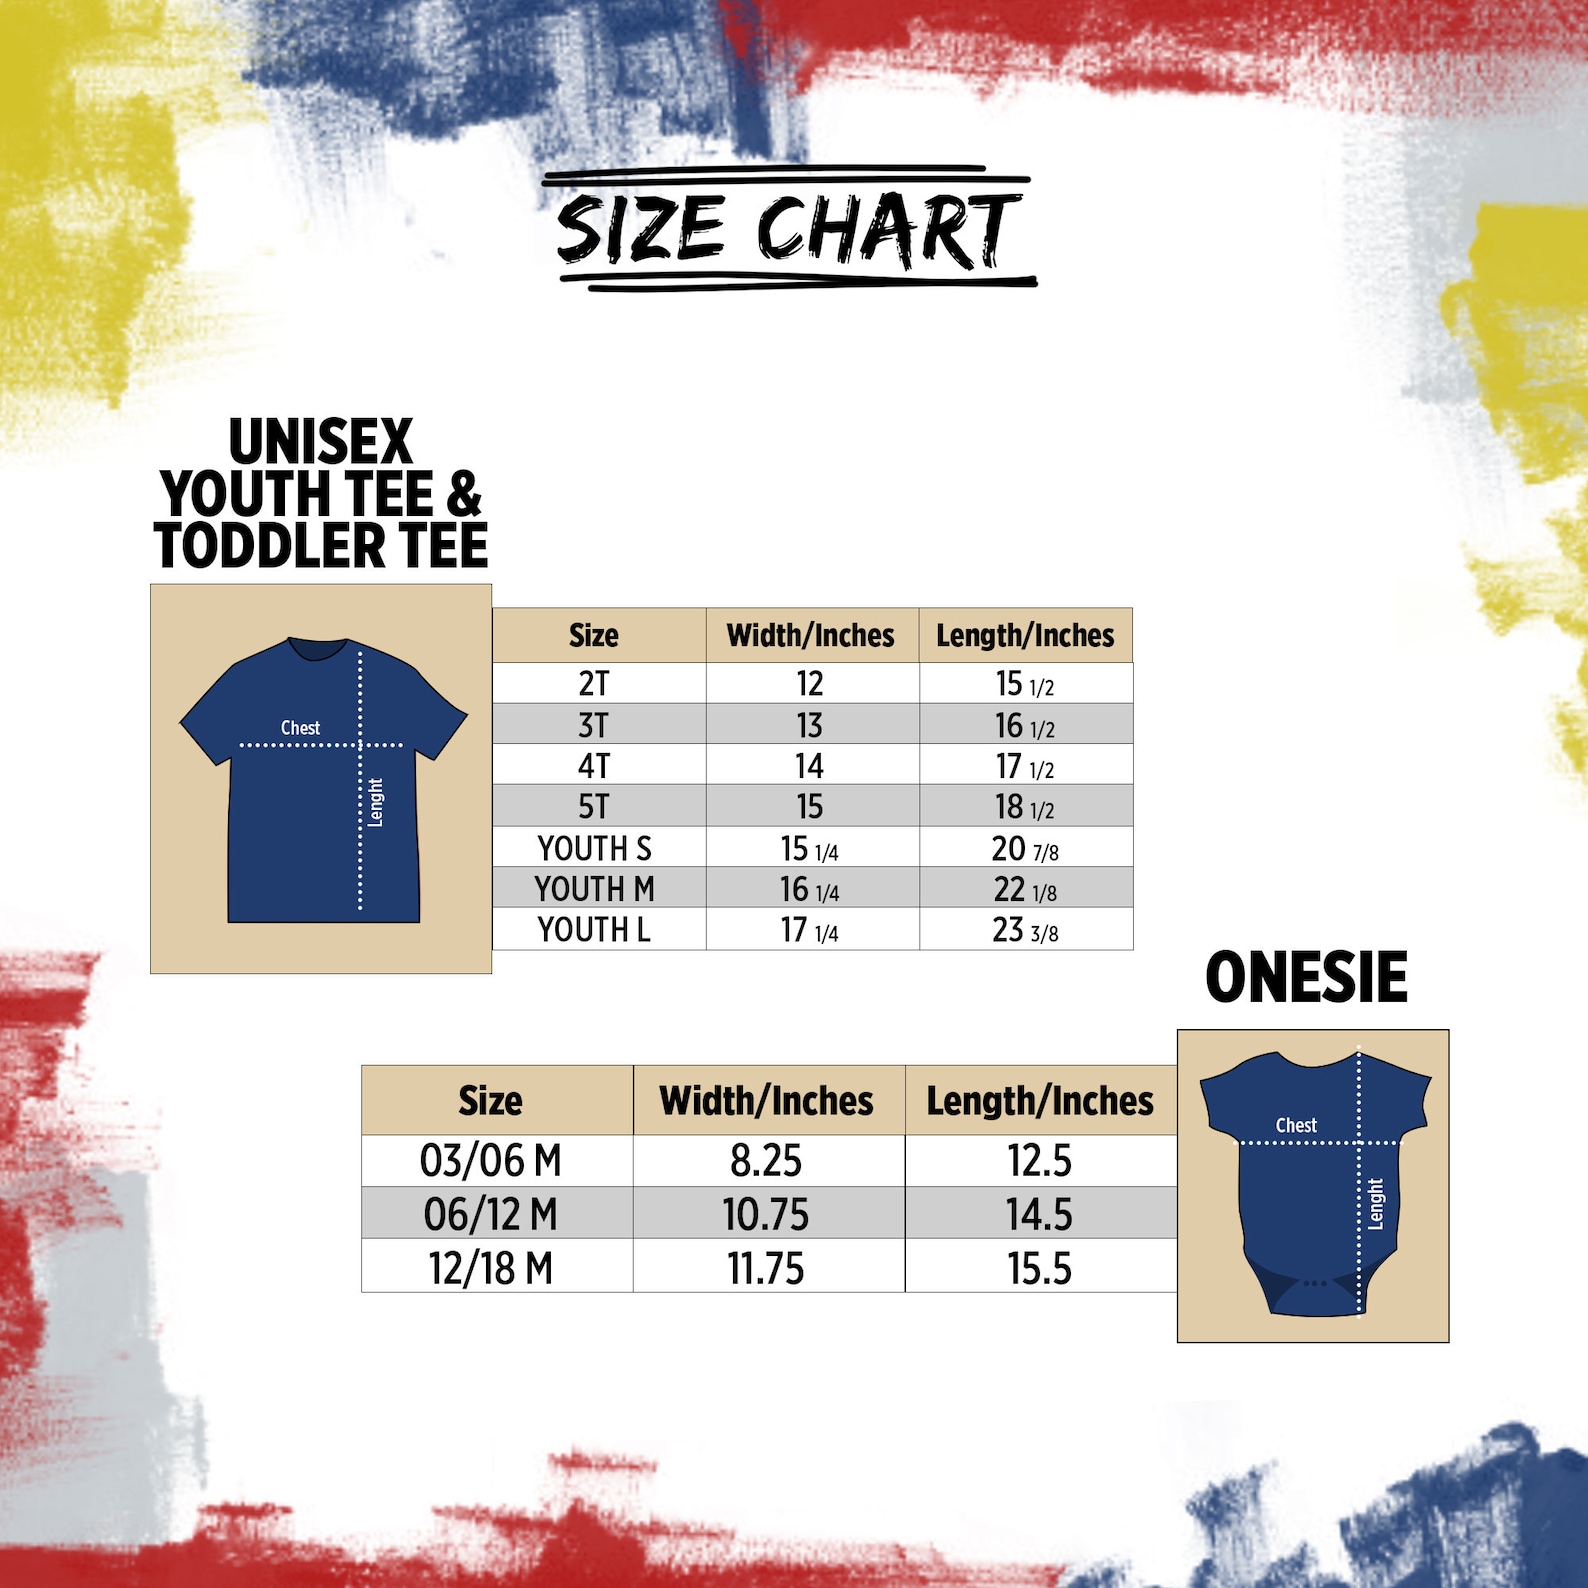 SIZE CHART
UNISEX
YOUTH TEE &
TODDLER TEE
Chest
Lenght
Size Width/Inches Length/Inches
2T 12 15 1/2
3T 13 16 1/2
4T 14 17 1/2
5T 15 18 1/2
YOUTH S 15 1/4 20 7/8
YOUTH M 16 1/4 22 1/8
YOUTH L 17 1/4 23 3/8
ONESIE
Size Width/Inches Length/Inches
03/06 M 8.25 12.5
06/12 M 10.75 14.5
12/18 M 11.75 15.5
Chest
Lenght